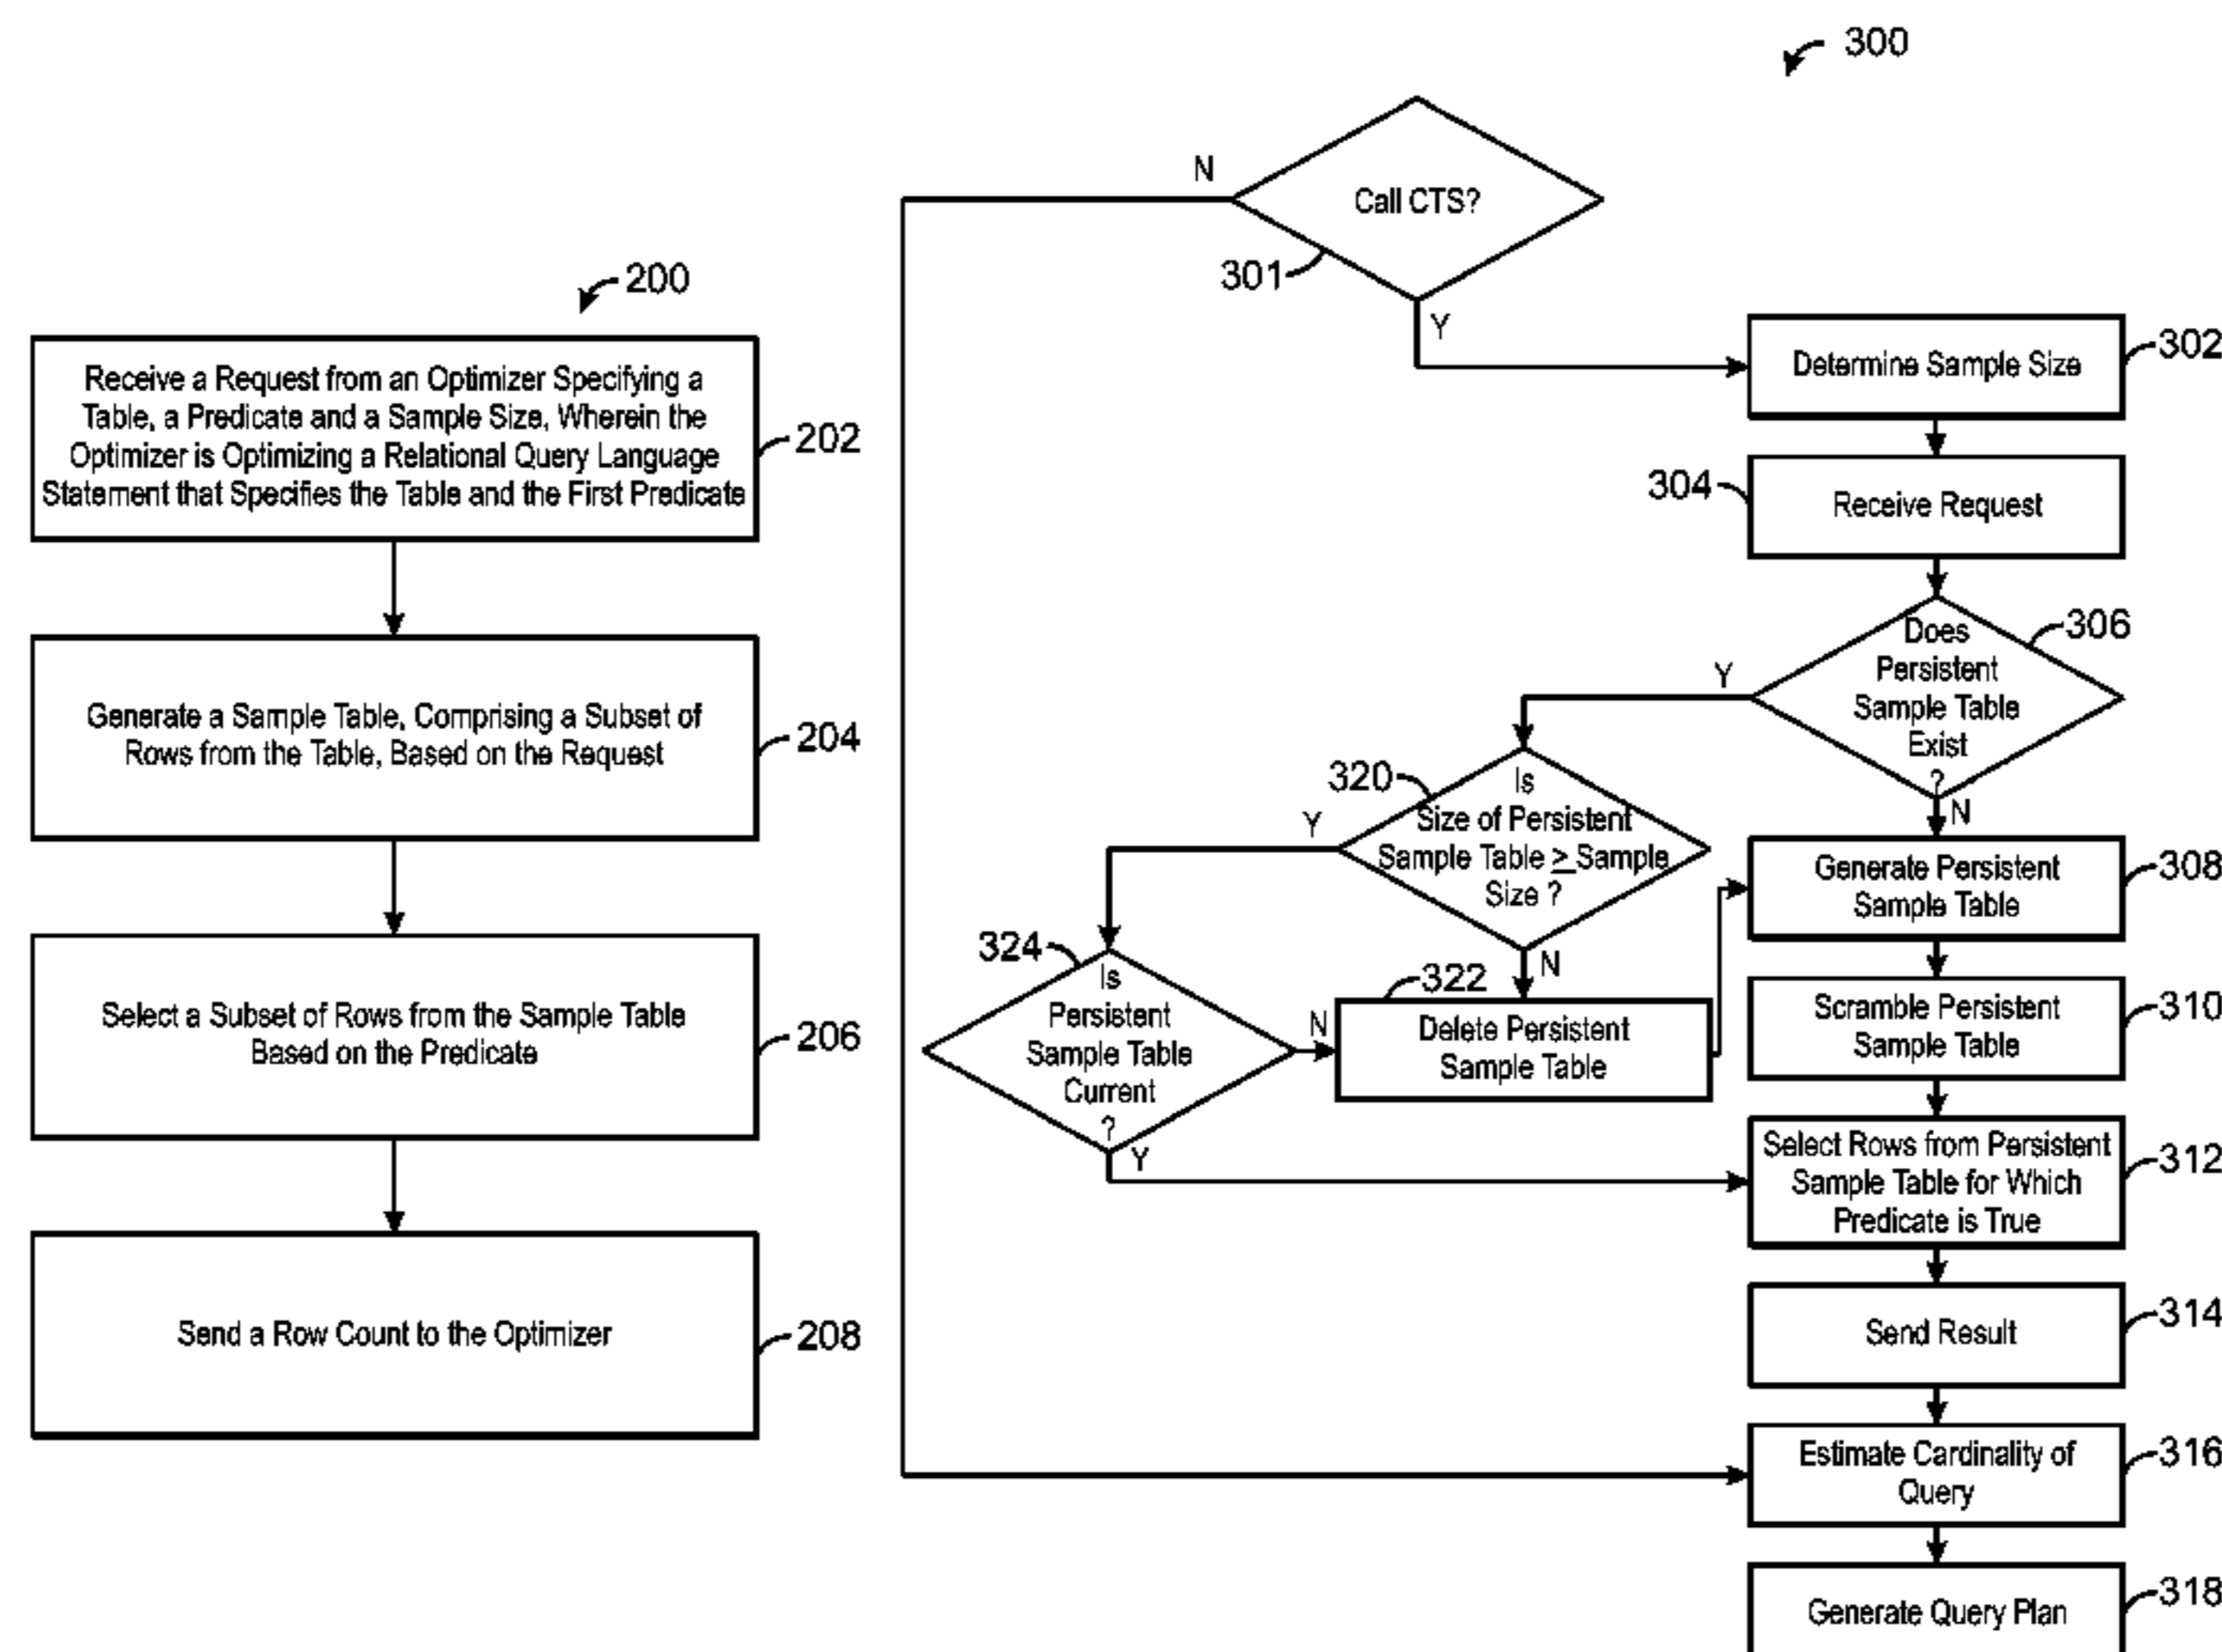 200
Receive a Request from an Optimizer Specifying a
Table, a Predicate and a Sample Size, Wherein the
Optimizer is Optimizing a Relational Query Language
Statement that Specifies the Table and the First Predicate
202
Generate a Sample Table, Comprising a Subset of
Rows from the Table, Based on the Request
204
Select a Subset of Rows from the Sample Table
Based on the Predicate
206
Send a Row Count to the Optimizer
208
300
N
Call CTS?
301
Y
Determine Sample Size
302
304
Receive Request
Does
Persistent
Sample Table
Exist
?
306
Y
N
320
Is
Size of Persistent
Sample Table ≥ Sample
Size ?
Y
N
324
Is
Persistent
Sample Table
Current
?
N
Y
322
Delete Persistent
Sample Table
Generate Persistent
Sample Table
308
Scramble Persistent
Sample Table
310
Select Rows from Persistent
Sample Table for Which
Predicate is True
312
Send Result
314
Estimate Cardinality of
Query
316
Generate Query Plan
318